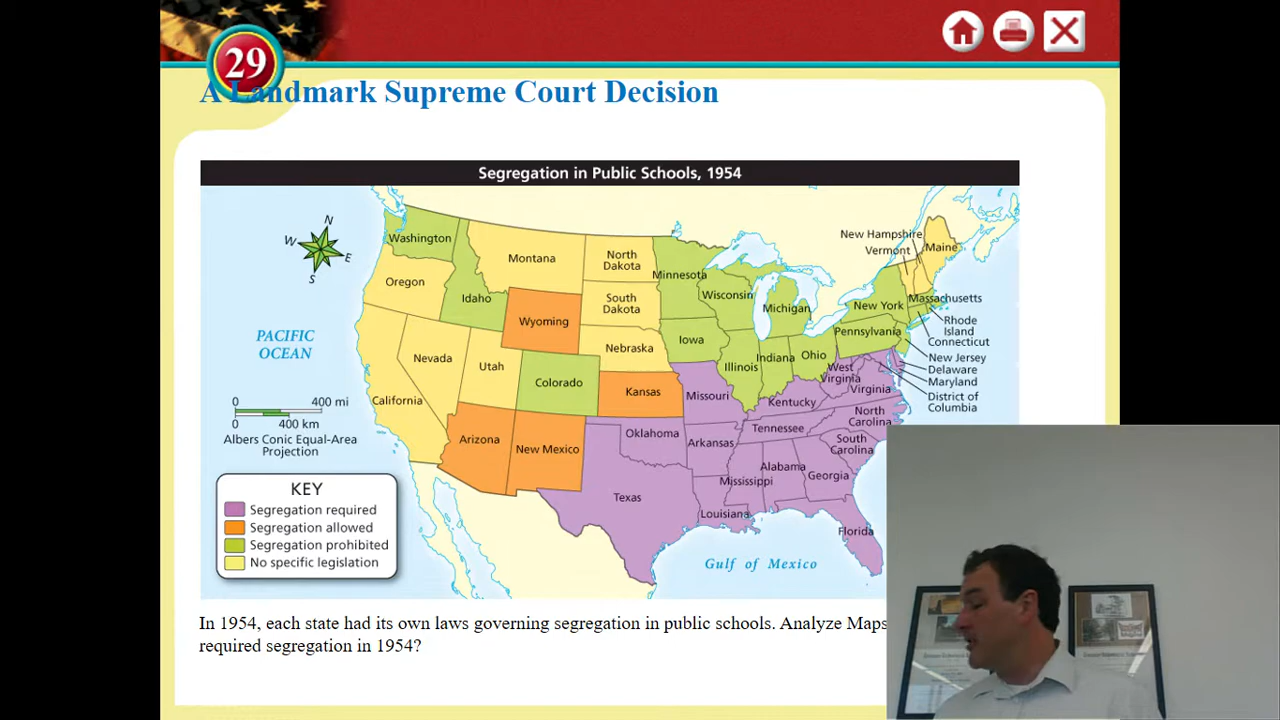 29
A Landmark Supreme Court Decision
Segregation in Public Schools, 1954
N
W
E
S
PACIFIC
OCEAN
0 400 mi
0 400 km
Albers Conic Equal-Area
Projection
KEY
Segregation required
Segregation allowed
Segregation prohibited
No specific legislation
Washington
Oregon
Idaho
Montana
Wyoming
Nevada
Utah
California
Colorado
Arizona
New Mexico
North
Dakota
South
Dakota
Nebraska
Kansas
Oklahoma
Texas
Minnesota
Iowa
Missouri
Arkansas
Louisiana
Wisconsin
Illinois
Michigan
Indiana
Ohio
Kentucky
Tennessee
Mississippi
Alabama
Georgia
Florida
South
Carolina
North
Carolina
Virginia
West
Virginia
Pennsylvania
New York
New Hampshire
Vermont
Maine
Massachusetts
Rhode
Island
Connecticut
New Jersey
Delaware
Maryland
District of
Columbia
Gulf of Mexico
In 1954, each state had its own laws governing segregation in public schools. Analyze Maps
required segregation in 1954?